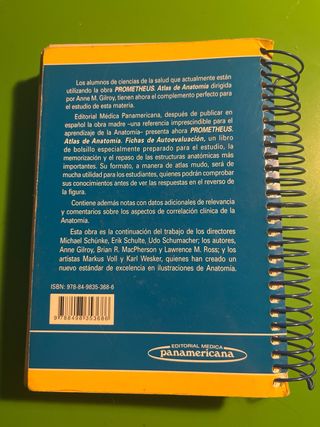 Los alumnos de ciencias de la salud que actualmente están
utilizando la obra PROMETHEUS. Atlas de Anatomía dirigida
por Anne M. Gilroy, tienen ahora el complemento perfecto para
el estudio de esta materia.
Editorial Médica Panamericana, después de publicar en
español la obra madre -una referencia imprescindible para el
aprendizaje de la Anatomía- presenta ahora PROMETHEUS.
Atlas de Anatomía. Fichas de Autoevaluación, un libro
de bolsillo especialmente preparado para el estudio, la
memorización y el repaso de las estructuras anatómicas más
importantes. Su formato, a manera de atlas mudo, será de
mucha utilidad para los estudiantes, quienes podrán comprobar
sus conocimientos antes de ver las respuestas en el reverso de
la figura.
Contiene además notas con datos adicionales de relevancia
y comentarios sobre los aspectos de correlación clínica de la
Anatomía.
Esta obra es la continuación del trabajo de los directores
Michael Schünke, Erik Schulte, Udo Schumacher; los autores,
Anne Gilroy, Brian R. MacPherson y Lawrence M. Ross; y
los artistas Markus Voll y Karl Wesker, quienes han creado un
nuevo estándar de excelencia en ilustraciones de Anatomía.
ISBN: 978-84-9835-368-6
9788498353686
EDITORIAL MEDICA
panamericana